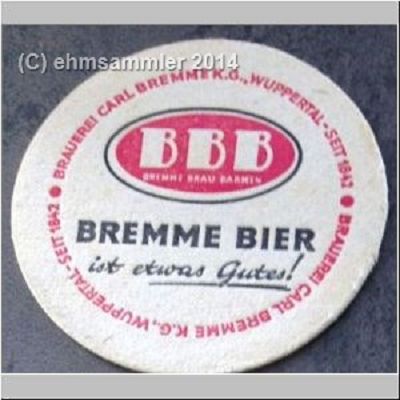 (C) ehmsammler 2014
BRAUEREI CARL BREMME K.G., WUPPERTAL-SEIT 1842 ●
BRAUEREI CARL BREMME K.G., WUPPERTAL-SEIT 1842 ●
BBB
BREMME BRAU BARMEN
BREMME BIER
ist etwas Gutes!